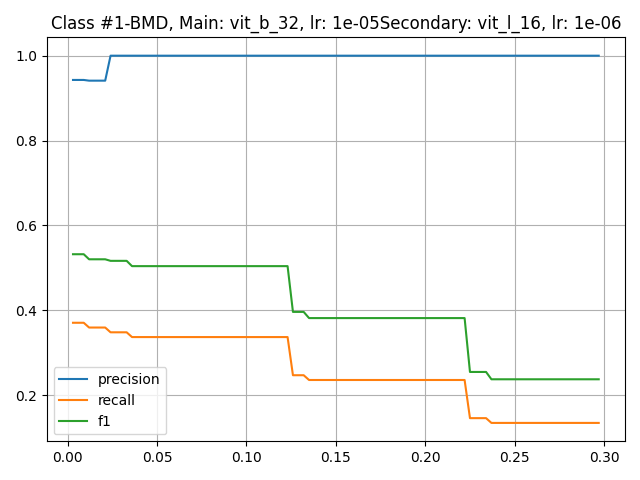 Class #1-BMD, Main: vit_b_32, lr: 1e-05Secondary: vit_l_16, lr: 1e-06
1.0
0.8
0.6
0.4
0.2
precision
recall
f1
0.00 0.05 0.10 0.15 0.20 0.25 0.30